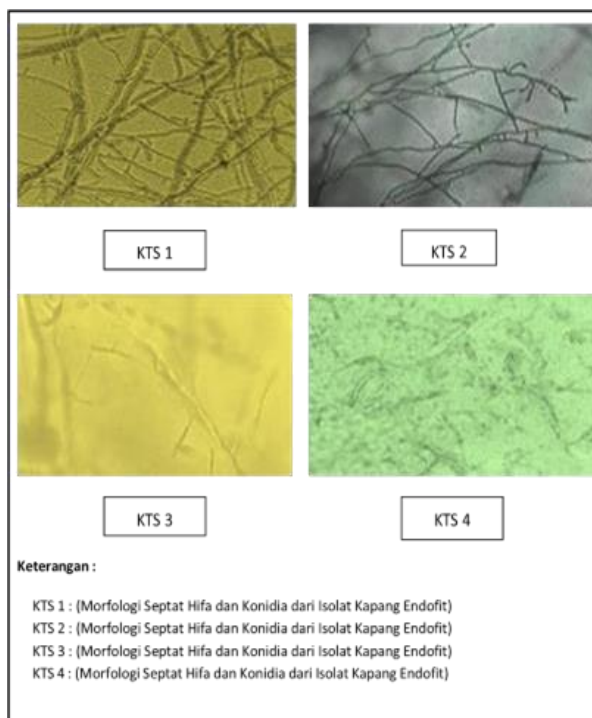 KTS 1
KTS 2
KTS 3
KTS 4
Keterangan :
KTS 1 : (Morfologi Septat Hifa dan Konidia dari Isolat Kapang Endofit)
KTS 2 : (Morfologi Septat Hifa dan Konidia dari Isolat Kapang Endofit)
KTS 3 : (Morfologi Septat Hifa dan Konidia dari Isolat Kapang Endofit)
KTS 4 : (Morfologi Septat Hifa dan Konidia dari Isolat Kapang Endofit)